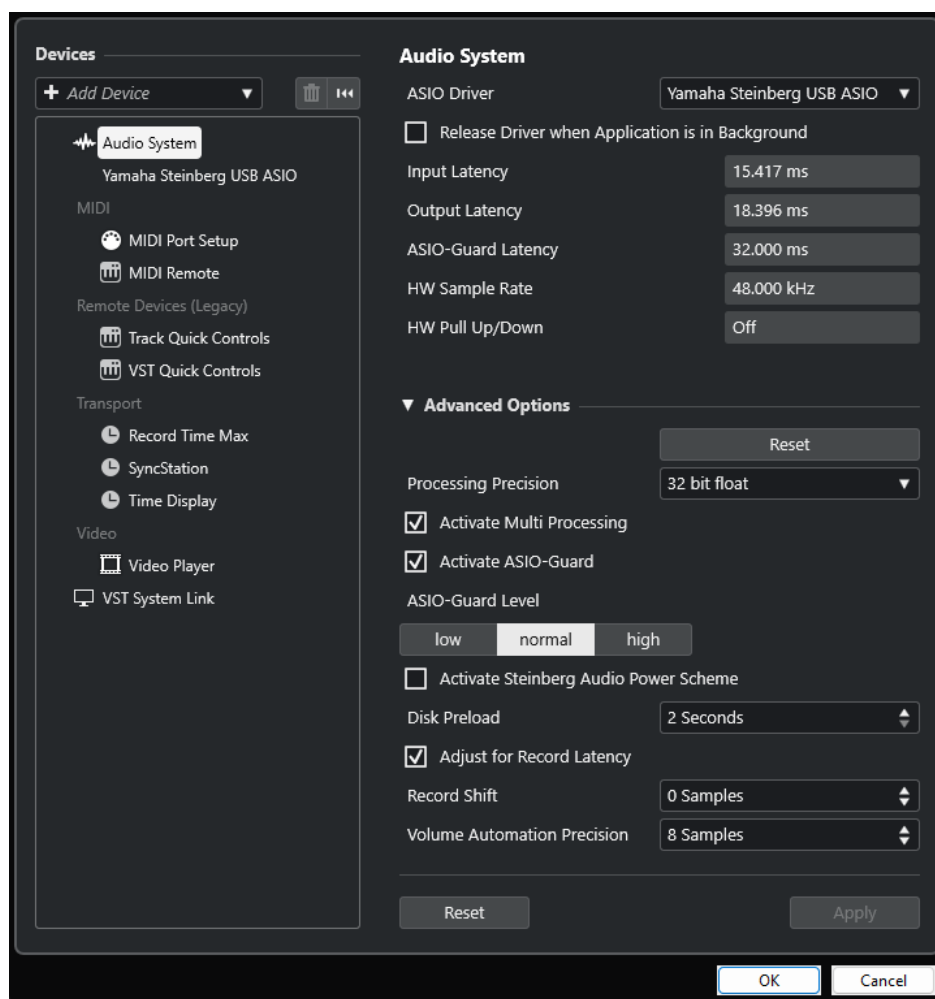 Devices
Add Device
Audio System
Yamaha Steinberg USB ASIO
MIDI
MIDI Port Setup
MIDI Remote
Remote Devices (Legacy)
Track Quick Controls
VST Quick Controls
Transport
Record Time Max
SyncStation
Time Display
Video
Video Player
VST System Link
Audio System
ASIO Driver Yamaha Steinberg USB ASIO
Release Driver when Application is in Background
Input Latency 15.417 ms
Output Latency 18.396 ms
ASIO-Guard Latency 32.000 ms
HW Sample Rate 48.000 kHz
HW Pull Up/Down Off
Advanced Options
Reset
Processing Precision 32 bit float
Activate Multi Processing
Activate ASIO-Guard
ASIO-Guard Level
low normal high
Activate Steinberg Audio Power Scheme
Disk Preload 2 Seconds
Adjust for Record Latency
Record Shift 0 Samples
Volume Automation Precision 8 Samples
Reset Apply
OK Cancel